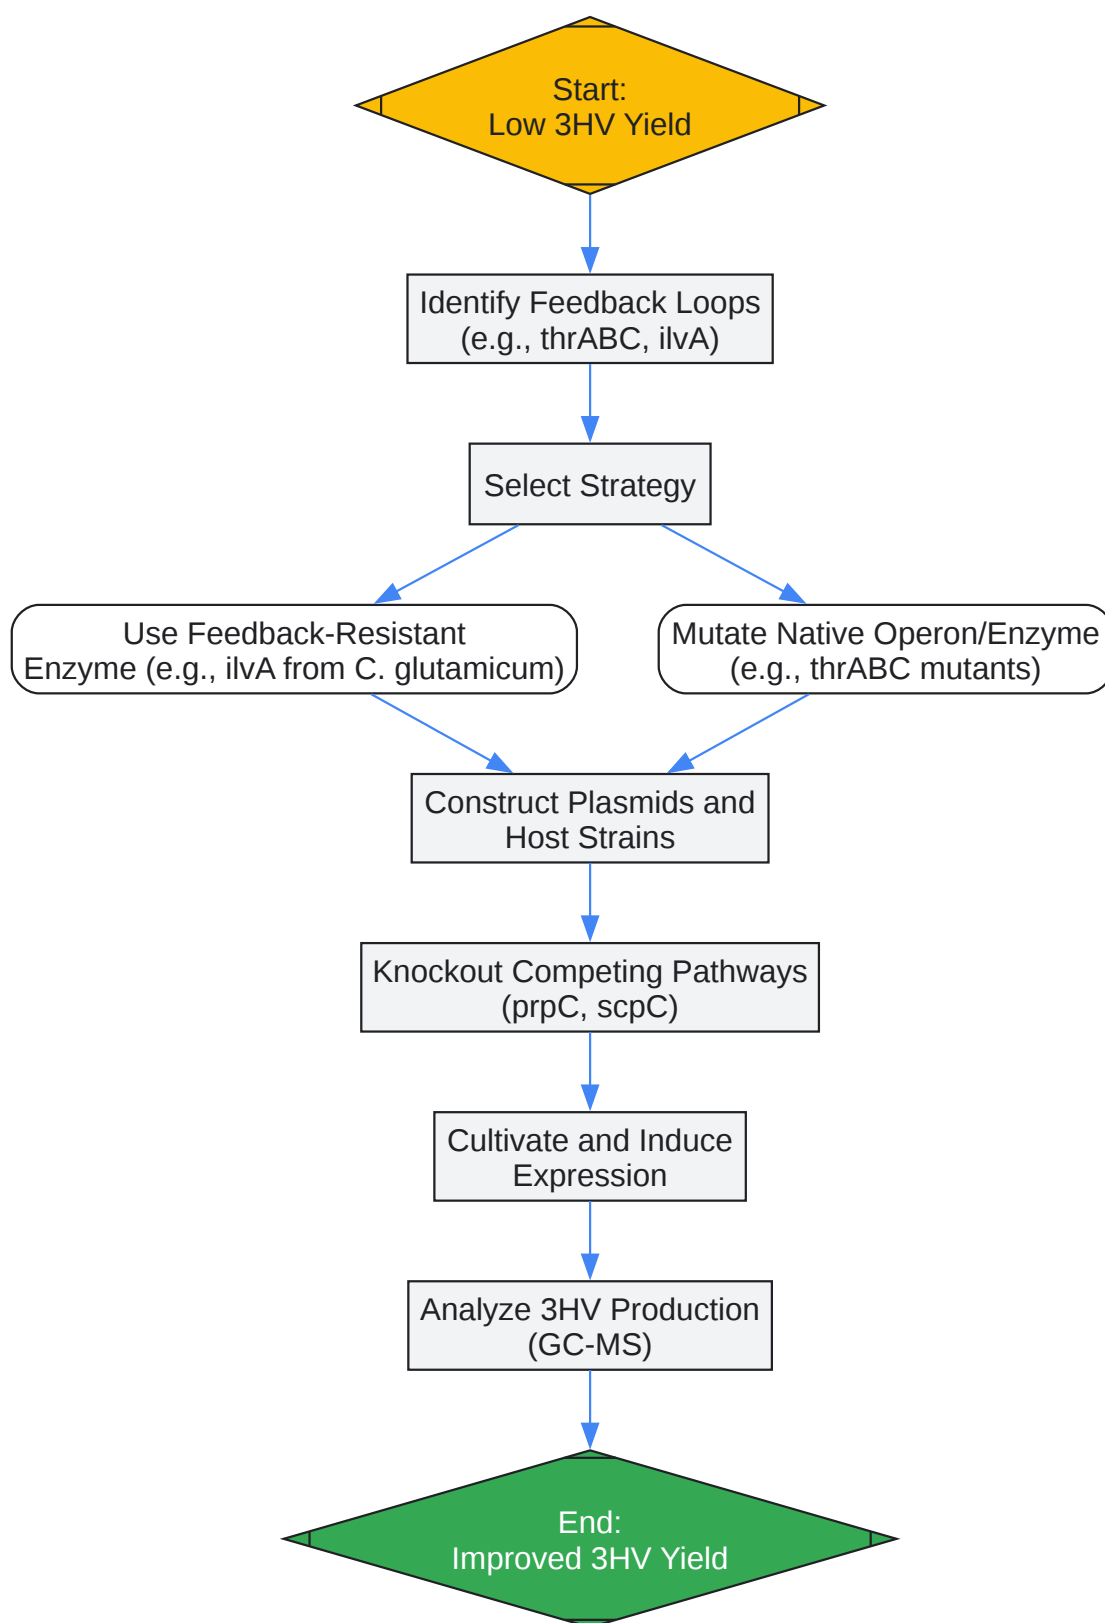 Start:
Low 3HV Yield
Identify Feedback Loops
(e.g., thrABC, ilvA)
Select Strategy
Use Feedback-Resistant
Enzyme (e.g., ilvA from C. glutamicum)
Mutate Native Operon/Enzyme
(e.g., thrABC mutants)
Construct Plasmids and
Host Strains
Knockout Competing Pathways
(prpC, scpC)
Cultivate and Induce
Expression
Analyze 3HV Production
(GC-MS)
End:
Improved 3HV Yield